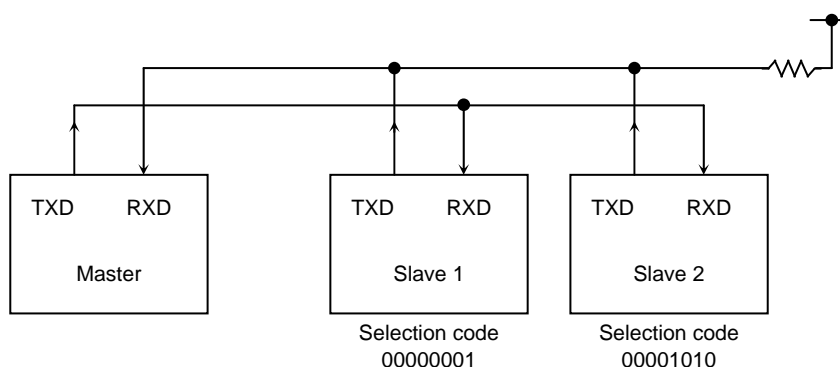 TXD RXD TXD RXD TXD RXD
Master Slave 1 Slave 2
Selection code Selection code
00000001 00001010